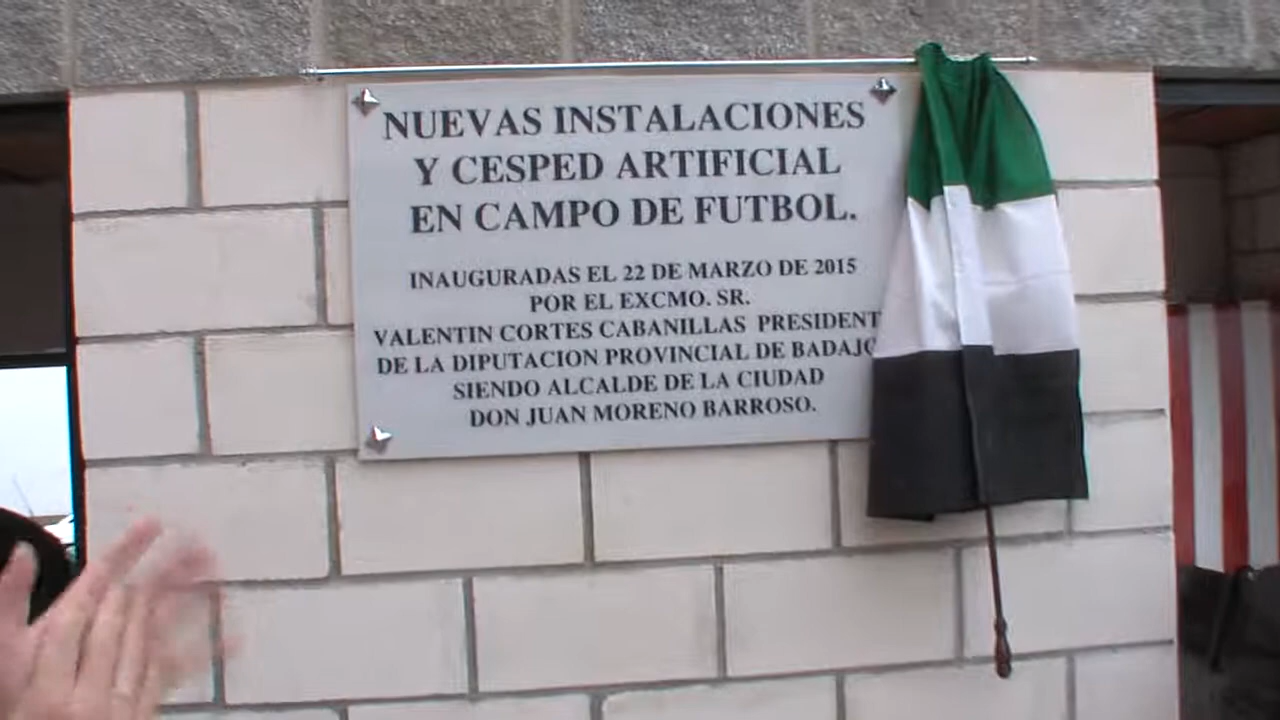 NUEVAS INSTALACIONES
Y CESPED ARTIFICIAL
EN CAMPO DE FUTBOL.
INAUGURADAS EL 22 DE MARZO DE 2015
POR EL EXCMO. SR.
VALENTIN CORTES CABANILLAS PRESIDENT
DE LA DIPUTACION PROVINCIAL DE BADAJO
SIENDO ALCALDE DE LA CIUDAD
DON JUAN MORENO BARROSO.